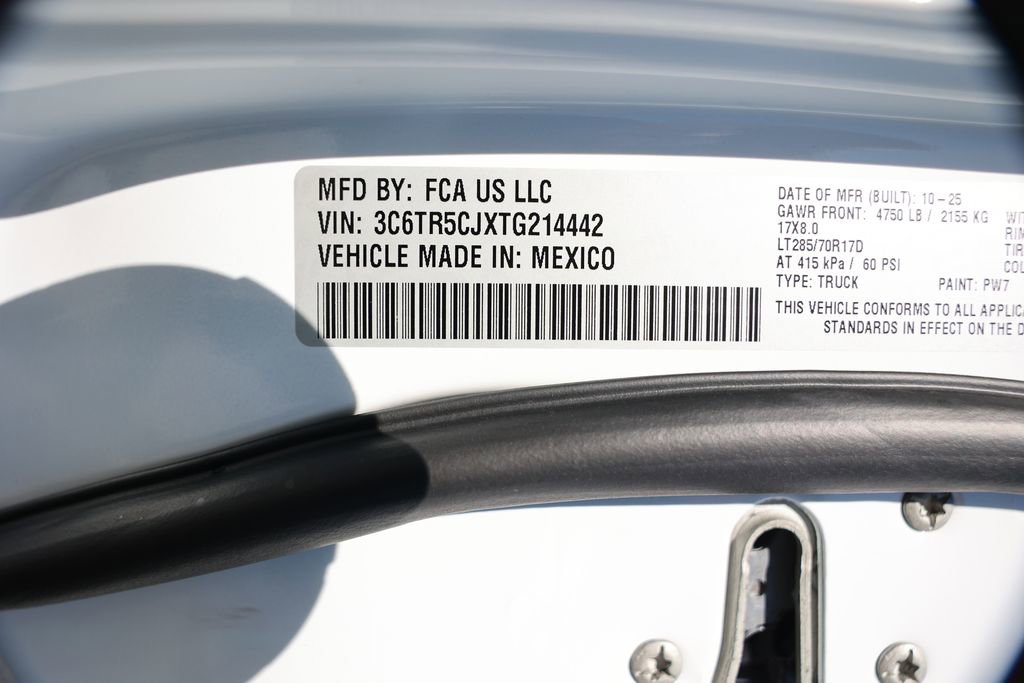 MFD BY: FCA US LLC
VIN: 3C6TR5CJXTG214442
VEHICLE MADE IN: MEXICO
DATE OF MFR (BUILT): 10-25
GAWR FRONT: 4750 LB / 2155 KG
17X8.0
LT285/70R17D
AT 415 kPa / 60 PSI
TYPE: TRUCK PAINT: PW7
THIS VEHICLE CONFORMS TO ALL
STANDARDS IN EFFECT ON THE